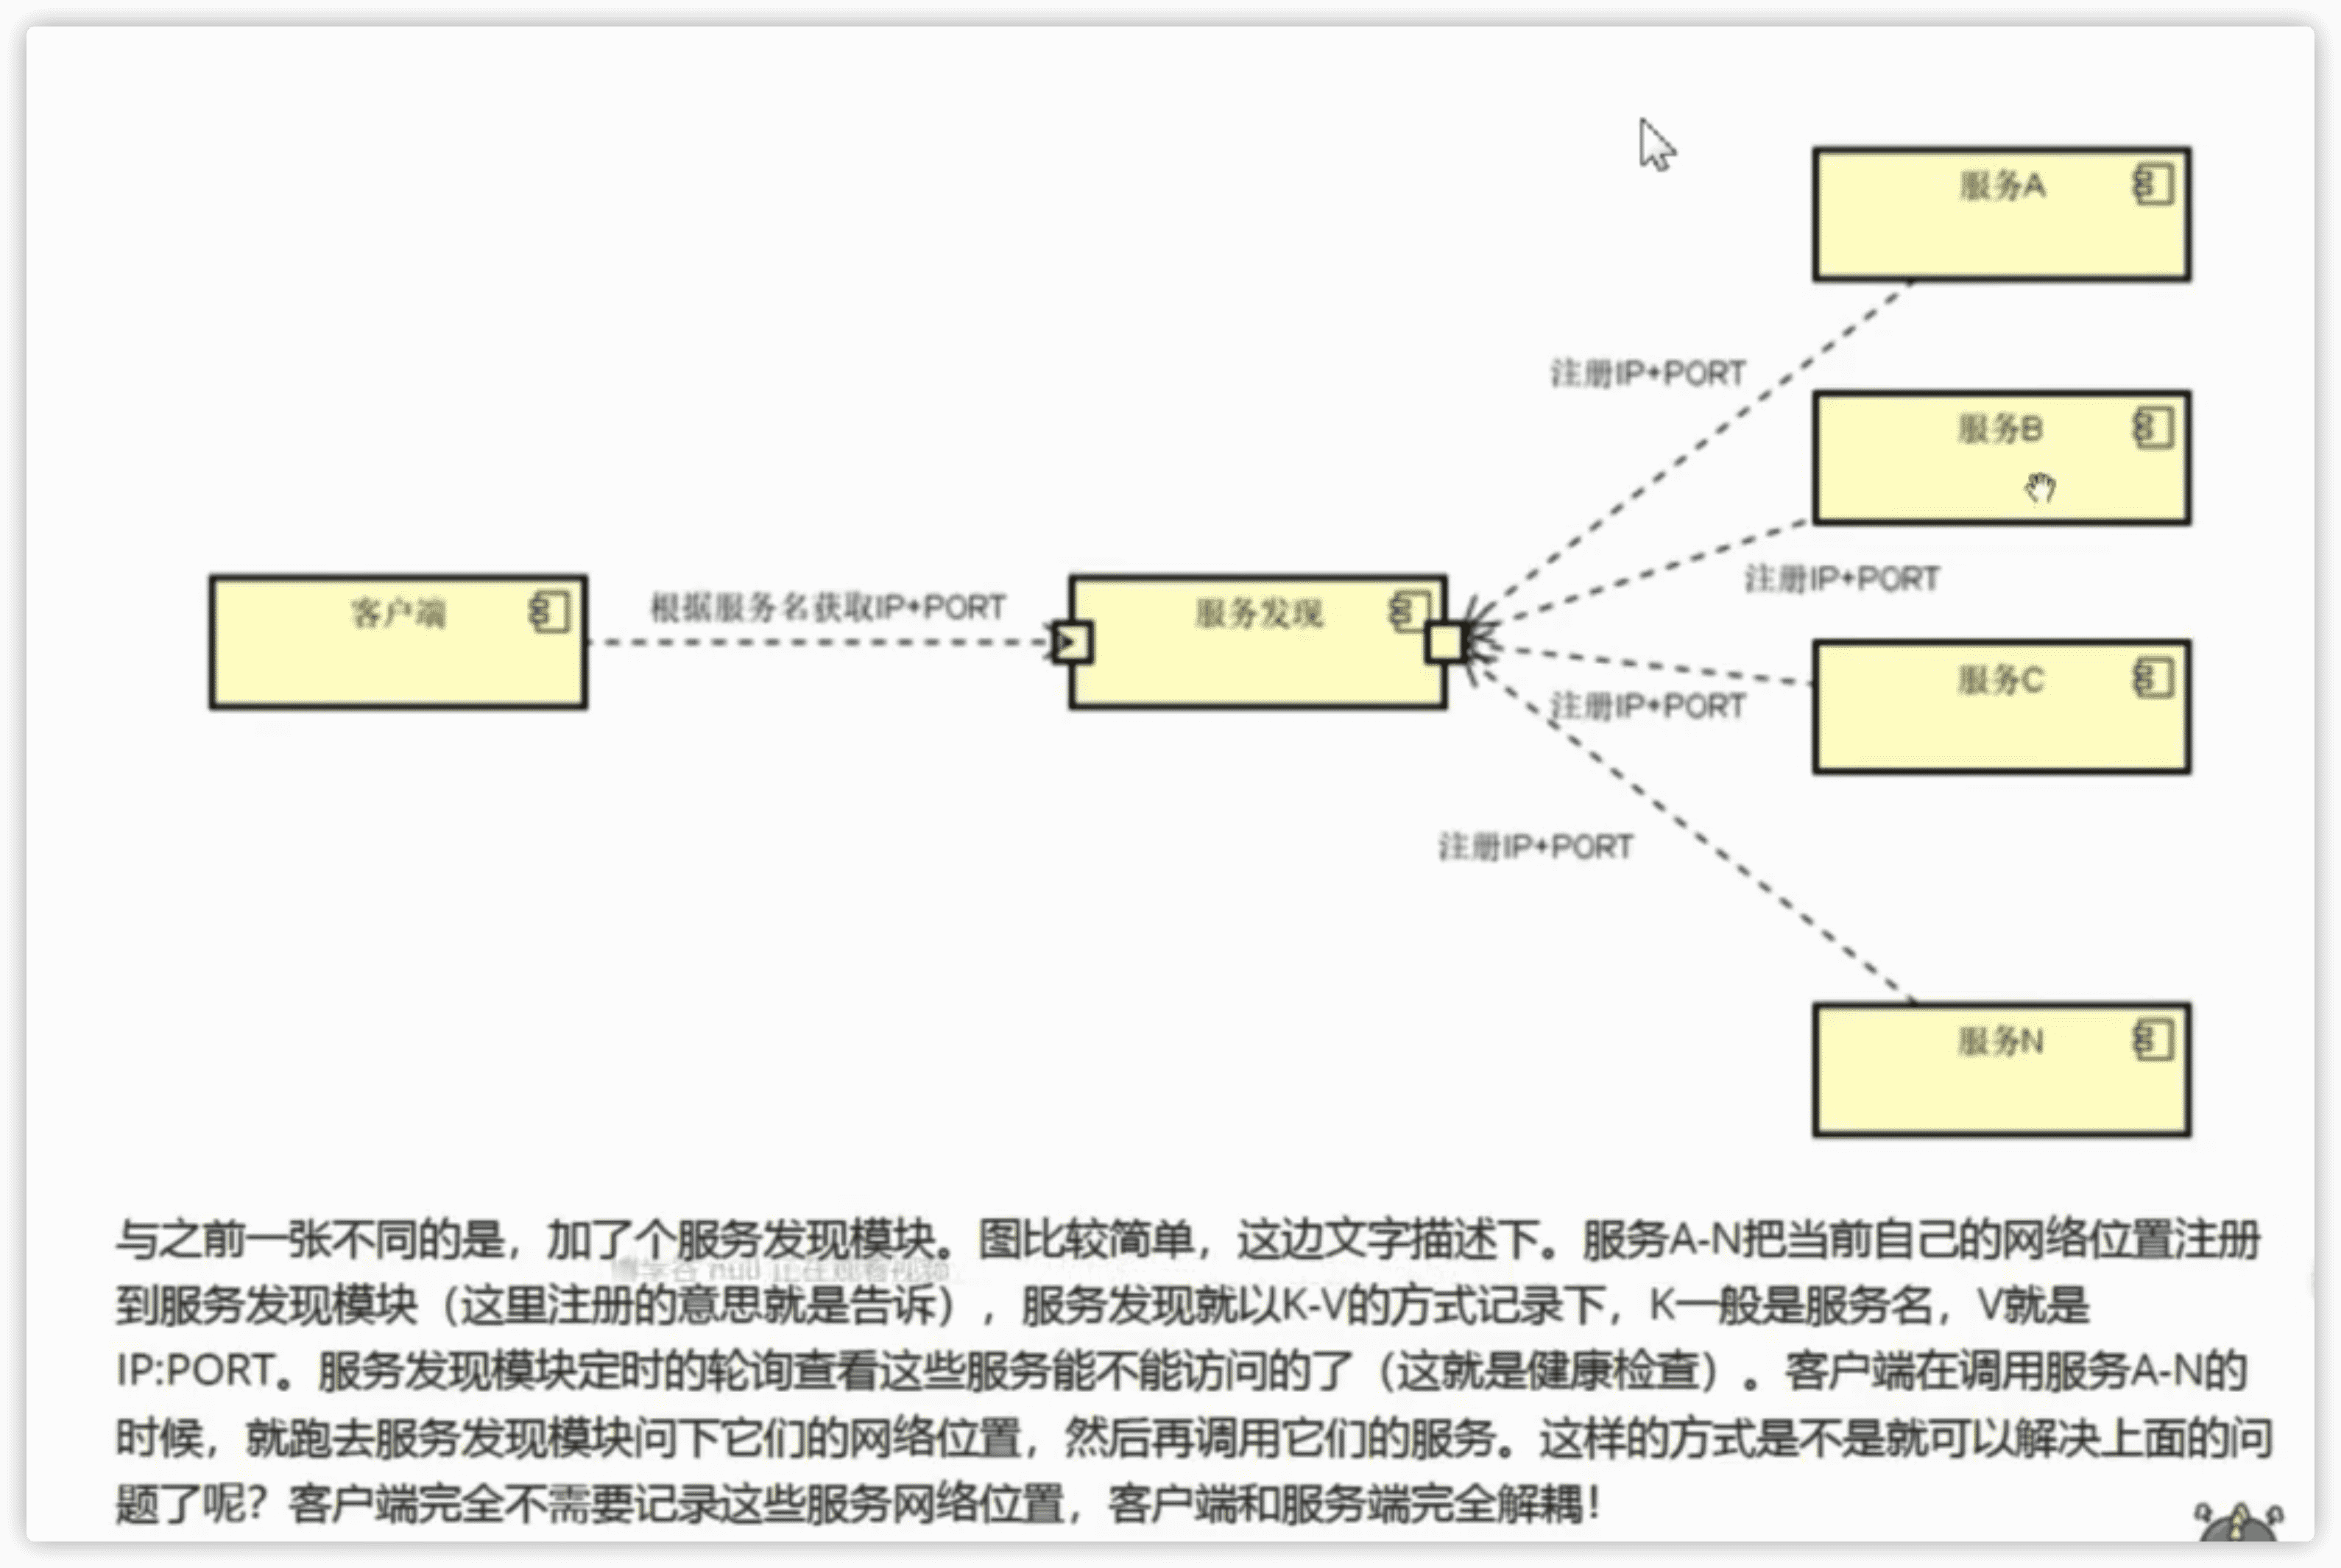 服务A
注册IP+PORT
服务B
注册IP+PORT
客户端
根据服务名获取IP+PORT
服务发现
服务C
注册IP+PORT
注册IP+PORT
服务N
与之前一张不同的是，加了个服务发现模块。图比较简单，这边文字描述下。服务A-N把当前自己的网络位置注册
到服务发现模块（这里注册的意思就是告诉），服务发现就以K-V的方式记录下，K一般是服务名，V就是
IP:PORT。服务发现模块定时的轮询查看这些服务能不能访问的了（这就是健康检查）。客户端在调用服务A-N的
时候，就跑去服务发现模块问下它们的网络位置，然后再调用它们的服务。这样的方式是不是就可以解决上面的问
题了呢？客户端完全不需要记录这些服务网络位置，客户端和服务端完全解耦！